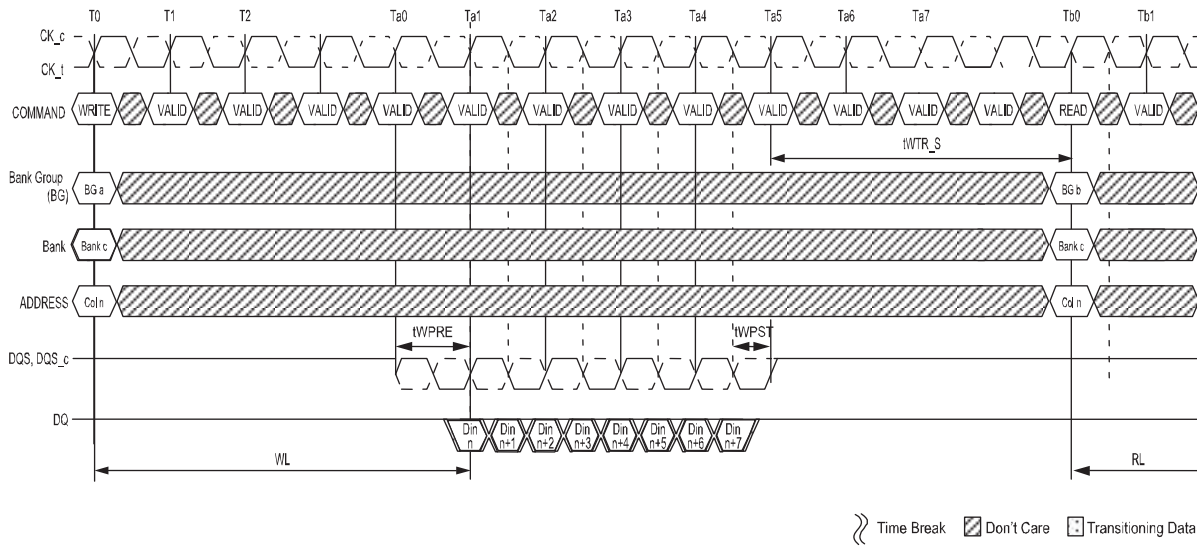 T0 T1 T2 Ta0 Ta1 Ta2 Ta3 Ta4 Ta5 Ta6 Ta7 Tb0 Tb1
CK_c
CK_t
COMMAND WRITE VALID VALID VALID VALID VALID VALID VALID VALID VALID VALID VALID VALID READ VALID
tWTR_S
Bank Group
(BG)
BG a BG b
Bank Bank c Bank c
ADDRESS Col n Col n
tWPRE tWPST
DQS, DQS_c
DQ
Din Din Din Din Din Din Din Din
n n+1 n+2 n+3 n+4 n+5 n+6 n+7
WL RL
Time Break Don't Care Transitioning Data